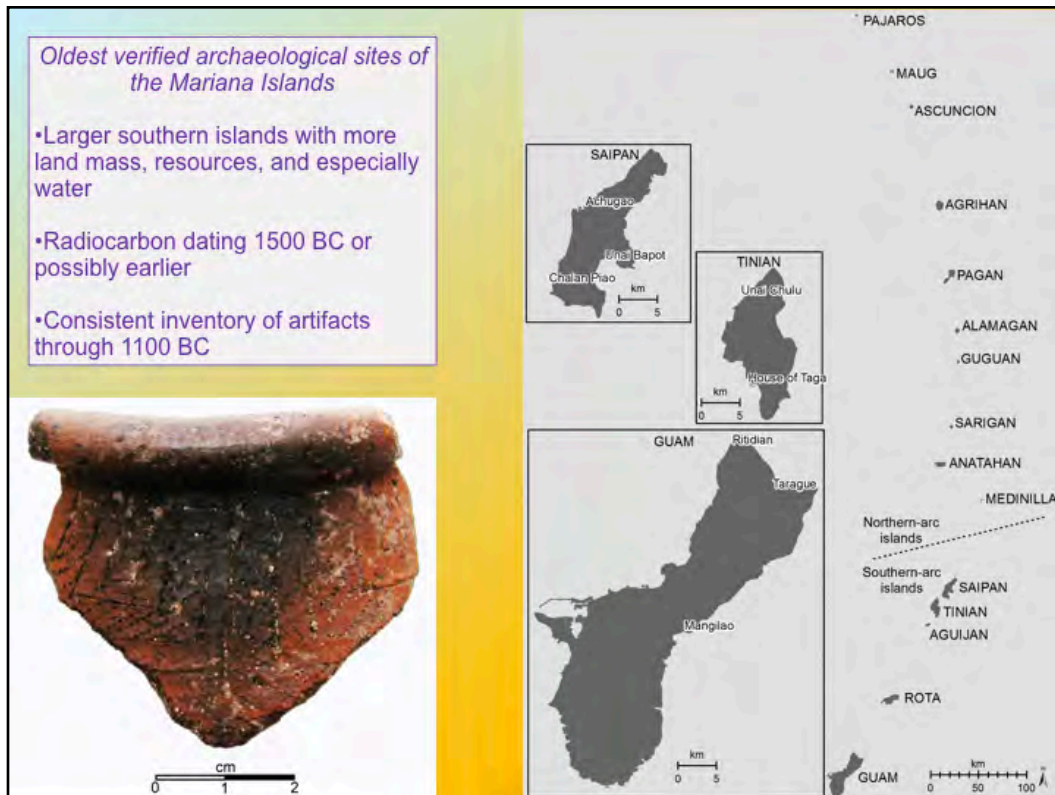 Oldest verified archaeological sites of
the Mariana Islands
•Larger southern islands with more
land mass, resources, and especially
water
•Radiocarbon dating 1500 BC or
possibly earlier
•Consistent inventory of artifacts
through 1100 BC
cm
0 1 2
SAIPAN
Achugao
Unai Bapot
Chalan Piao
km
0 5
TINIAN
Unai Chulu
House of Taga
km
0 5
GUAM
Ritidian
Tarague
Mangilao
km
0 5
PAJAROS
MAUG
ASCUNCION
AGRIHAN
PAGAN
ALAMAGAN
GUGUAN
SARIGAN
ANATAHAN
MEDINILLA
Northern-arc
islands
Southern-arc
islands
SAIPAN
TINIAN
AGUIJAN
ROTA
GUAM
km
0 50 100
N